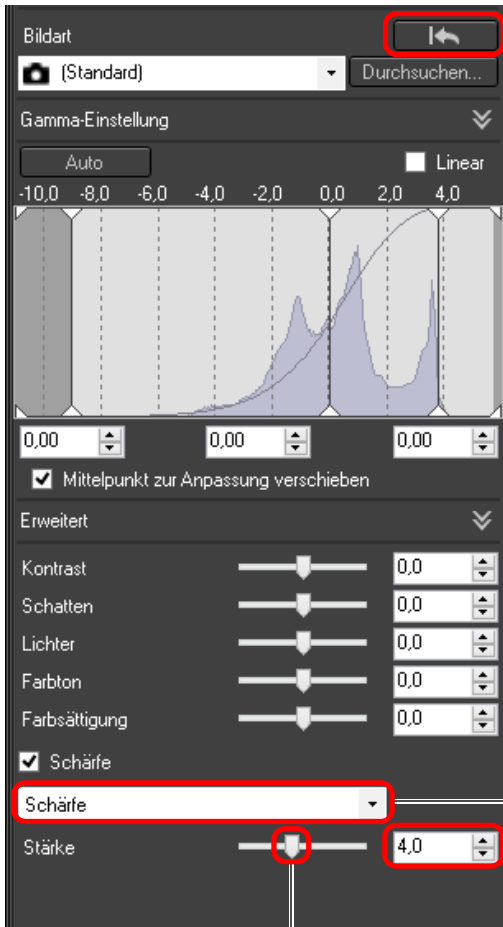 Bildart
(Standard) Durchsuchen...
Gamma-Einstellung
Auto Linear
-10,0 -8,0 -6,0 -4,0 -2,0 0,0 2,0 4,0
0,00 0,00 0,00
Mittelpunkt zur Anpassung verschieben
Erweitert
Kontrast 0,0
Schatten 0,0
Lichter 0,0
Farbton 0,0
Farbsättigung 0,0
Schärfe
Schärfe
Stärke 4,0